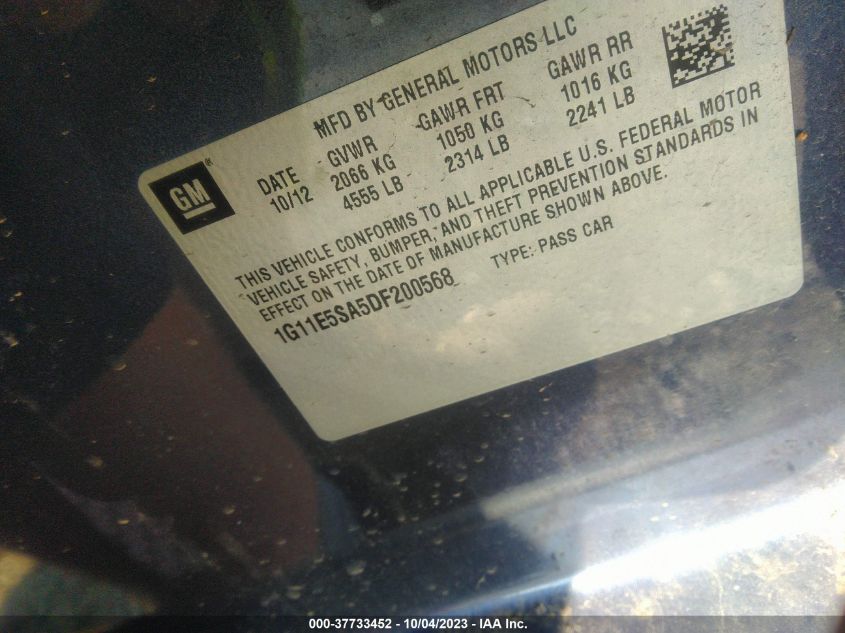 MFD BY GENERAL MOTORS LLC
GM
DATE GVWR GAWR FRT GAWR RR
10/12 2066 KG 1050 KG 1016 KG
4555 LB 2314 LB 2241 LB
THIS VEHICLE CONFORMS TO ALL APPLICABLE U.S. FEDERAL MOTOR
VEHICLE SAFETY, BUMPER, AND THEFT PREVENTION STANDARDS IN
EFFECT ON THE DATE OF MANUFACTURE SHOWN ABOVE.
1G11E5SA5DF200568 TYPE: PASS CAR
000-37733452 - 10/04/2023 - IAA Inc.